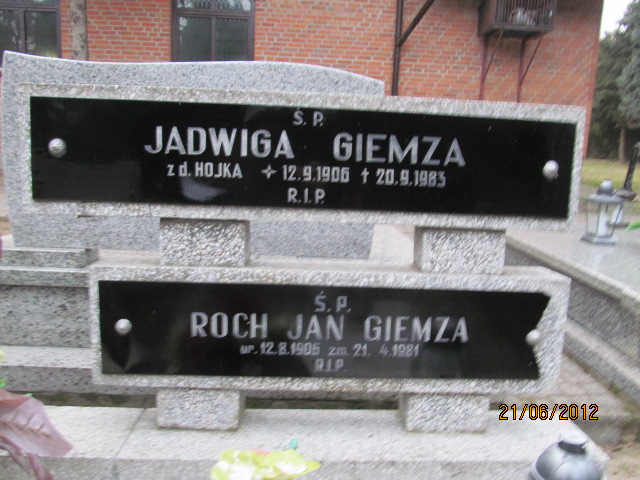 Ś. P.
JADWIGA GIEMZA
z d. HOJKA ✶ 12.9.1906 † 20.9.1983
R.I.P.
Ś. P.
ROCH JAN GIEMZA
ur. 12.8.1906 zm. 21. 4.1981
R.I.P.
21/06/2012